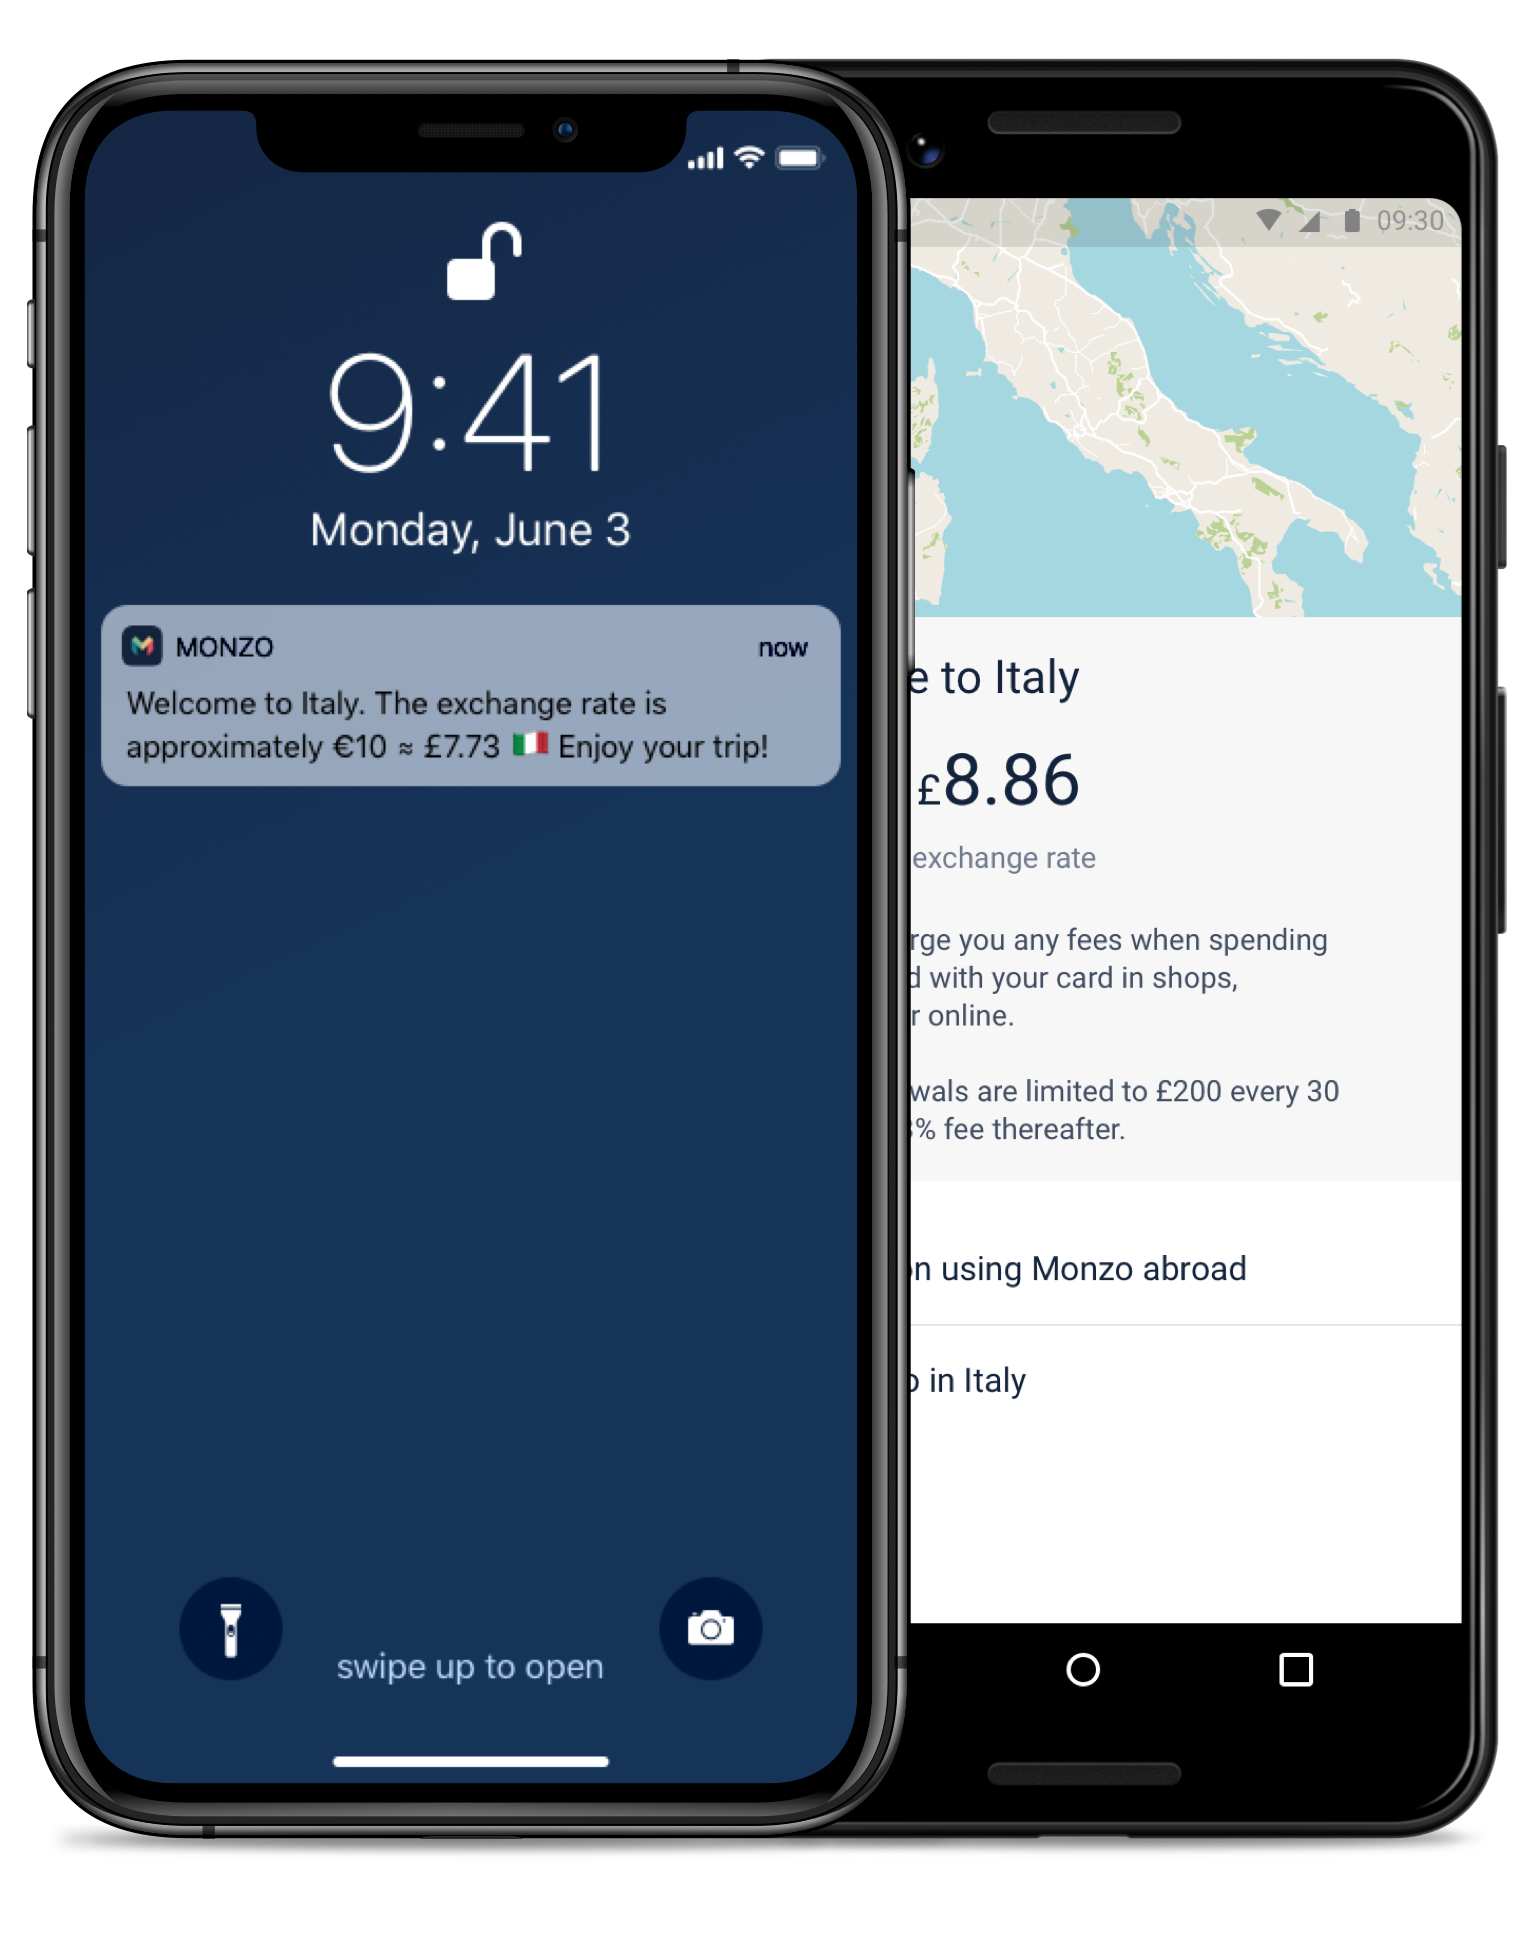 9:41
Monday, June 3
MONZO now
Welcome to Italy. The exchange rate is
approximately €10 ≈ £7.73 🇮🇹 Enjoy your trip!
swipe up to open
09:30
to Italy
£8.86
exchange rate
you any fees when spending
with your card in shops,
online.
are limited to £200 every 30
% fee thereafter.
using Monzo abroad
in Italy